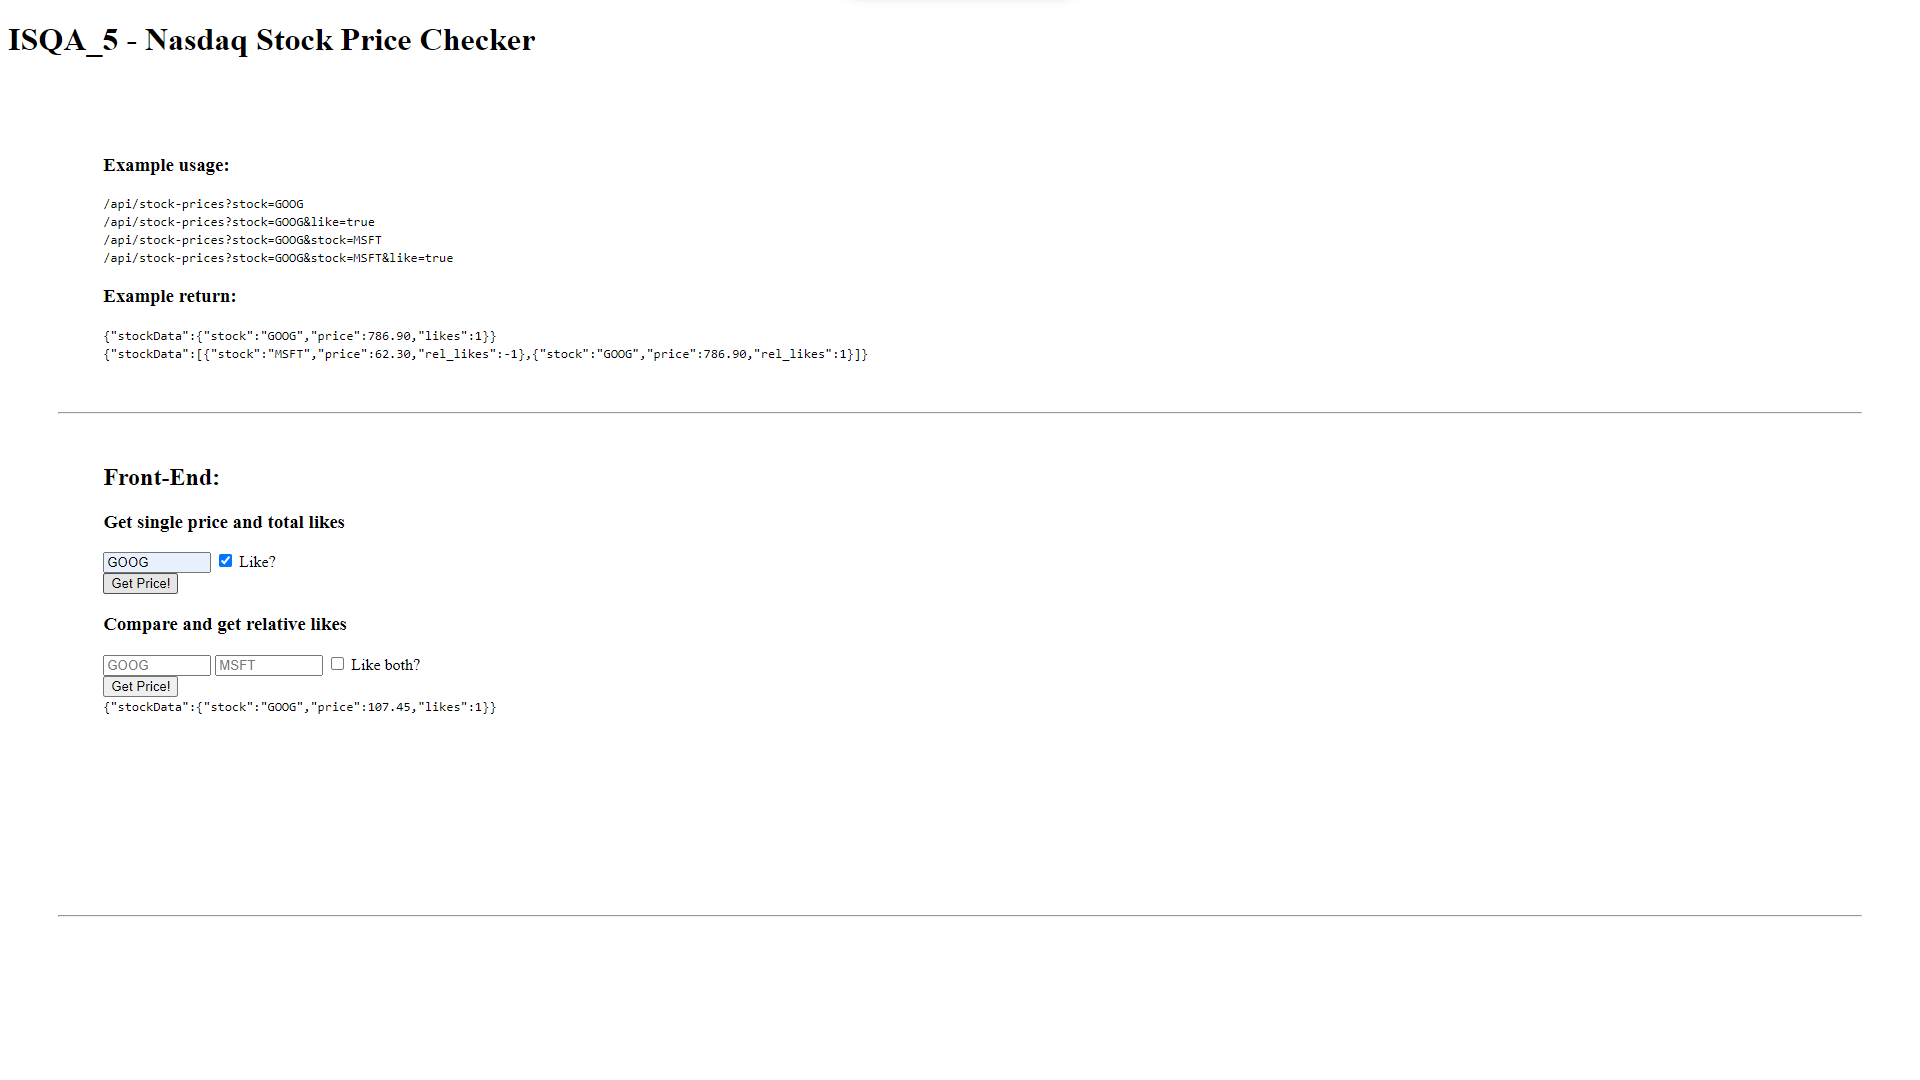 ISQA_5 - Nasdaq Stock Price Checker
Example usage:
/api/stock-prices?stock=GOOG
/api/stock-prices?stock=GOOG&like=true
/api/stock-prices?stock=GOOG&stock=MSFT
/api/stock-prices?stock=GOOG&stock=MSFT&like=true
Example return:
{"stockData":{"stock":"GOOG","price":786.90,"likes":1}}
{"stockData":[{"stock":"MSFT","price":62.30,"rel_likes":-1},{"stock":"GOOG","price":786.90,"rel_likes":1}]}
Front-End:
Get single price and total likes
GOOG Like?
Get Price!
Compare and get relative likes
GOOG MSFT Like both?
Get Price!
{"stockData":{"stock":"GOOG","price":107.45,"likes":1}}